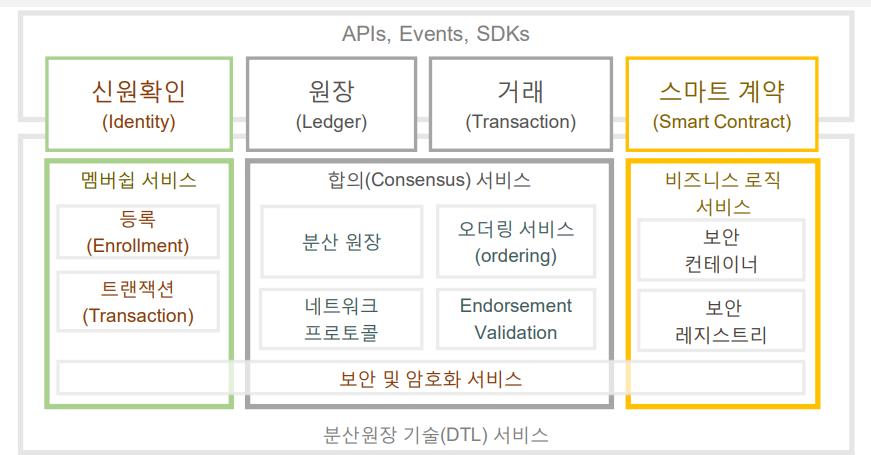 APIs, Events, SDKs
신원확인
(Identity)
원장
(Ledger)
거래
(Transaction)
스마트 계약
(Smart Contract)
멤버쉽 서비스
등록
(Enrollment)
트랜잭션
(Transaction)
합의(Consensus) 서비스
분산 원장
오더링 서비스
(ordering)
네트워크
프로토콜
Endorsement
Validation
비즈니스 로직
서비스
보안
컨테이너
보안
레지스트리
보안 및 암호화 서비스
분산원장 기술(DTL) 서비스